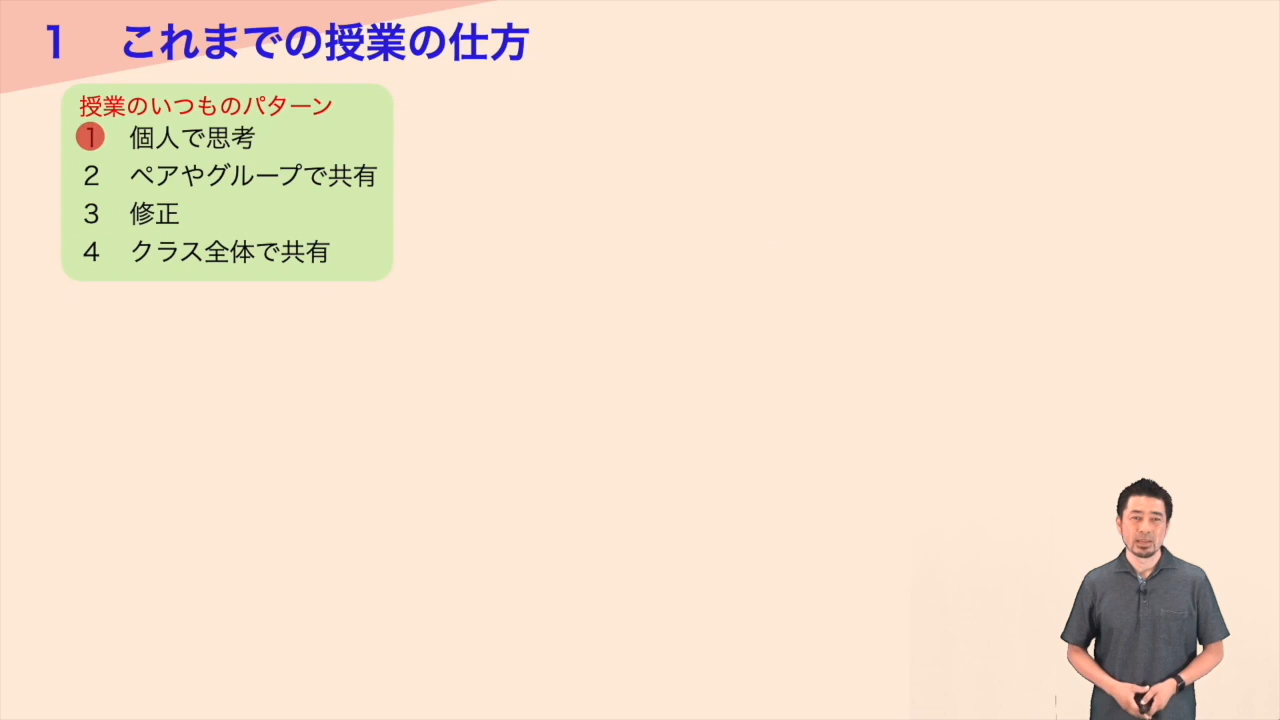 1 これまでの授業の仕方
授業のいつものパターン
1 個人で思考
2 ペアやグループで共有
3 修正
4 クラス全体で共有